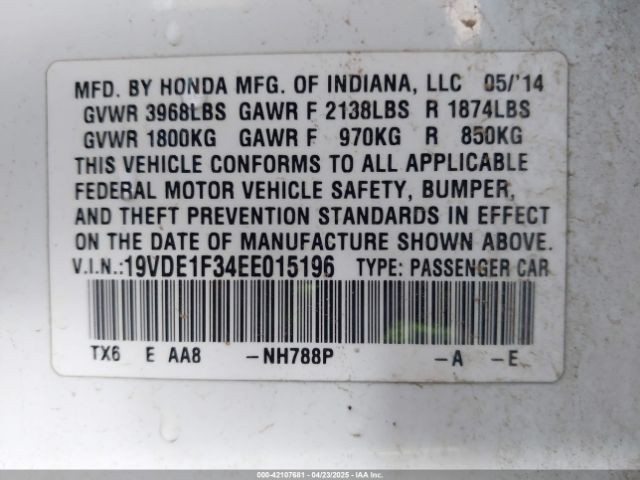 MFD. BY HONDA MFG. OF INDIANA, LLC 05/'14
GVWR 3968LBS GAWR F 2138LBS R 1874LBS
GVWR 1800KG GAWR F 970KG R 850KG
THIS VEHICLE CONFORMS TO ALL APPLICABLE
FEDERAL MOTOR VEHICLE SAFETY, BUMPER,
AND THEFT PREVENTION STANDARDS IN EFFECT
ON THE DATE OF MANUFACTURE SHOWN ABOVE.
V.I.N.:19VDE1F34EE015196 TYPE: PASSENGER CAR
TX6 E AA8 -NH788P -A -E
000-42107681 - 04/23/2025 - IAA Inc.